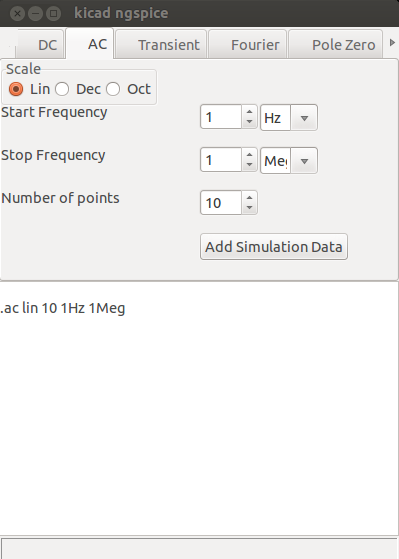 kicad ngspice
DC AC Transient Fourier Pole Zero
Scale
Lin Dec Oct
Start Frequency 1 Hz
Stop Frequency 1 Meg
Number of points 10
Add Simulation Data
.ac lin 10 1Hz 1Meg